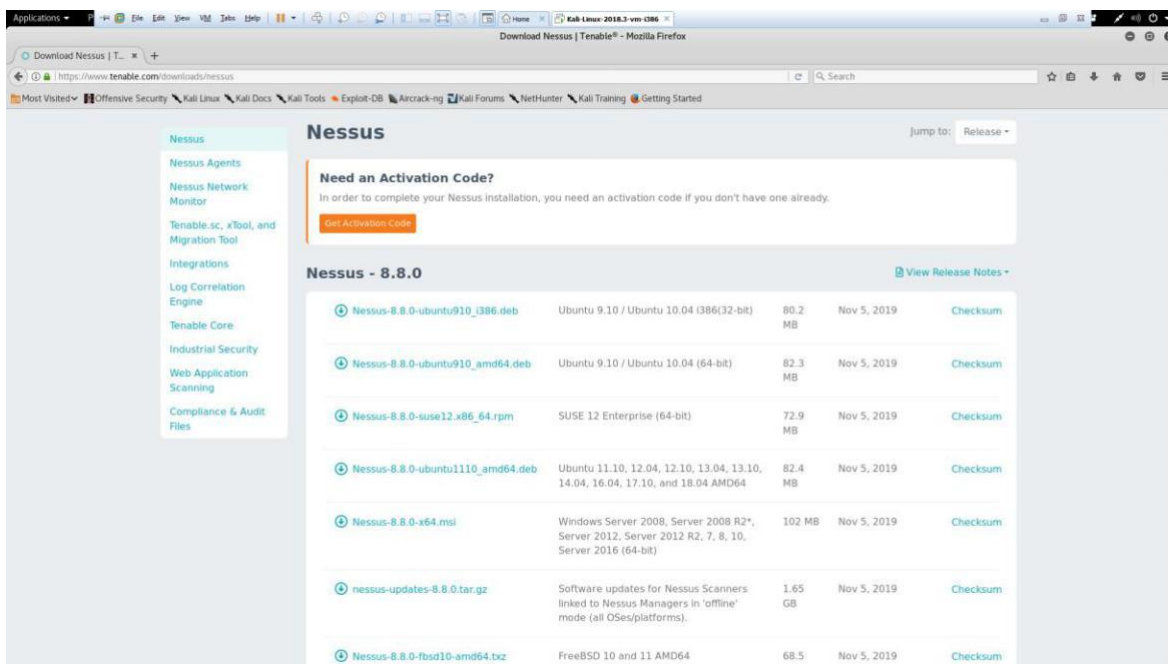 Applications
File Edit View VM Tabs Help
Home
Kali-Linux-2018.3-vm-i386
Download Nessus | Tenable® - Mozilla Firefox
Download Nessus | T...
https://www.tenable.com/downloads/nessus
Search
Most Visited Offensive Security Kali Linux Kali Docs Kali Tools Exploit-DB Aircrack-ng Kali Forums NetHunter Kali Training Getting Started
Nessus
Nessus Agents
Nessus Network
Monitor
Tenable.sc, xTool, and
Migration Tool
Integrations
Log Correlation
Engine
Tenable Core
Industrial Security
Web Application
Scanning
Compliance & Audit
Files
Nessus
Jump to: Release
Need an Activation Code?
In order to complete your Nessus installation, you need an activation code if you don't have one already.
Get Activation Code
Nessus - 8.8.0
View Release Notes
Nessus-8.8.0-ubuntu910_i386.deb Ubuntu 9.10 / Ubuntu 10.04 i386(32-bit) 80.2 Nov 5, 2019 Checksum
MB
Nessus-8.8.0-ubuntu910_amd64.deb Ubuntu 9.10 / Ubuntu 10.04 (64-bit) 82.3 Nov 5, 2019 Checksum
MB
Nessus-8.8.0-suse12.x86_64.rpm SUSE 12 Enterprise (64-bit) 72.9 Nov 5, 2019 Checksum
MB
Nessus-8.8.0-ubuntu1110_amd64.deb Ubuntu 11.10, 12.04, 12.10, 13.04, 13.10, 82.4 Nov 5, 2019 Checksum
14.04, 16.04, 17.10, and 18.04 AMD64 MB
Nessus-8.8.0-x64.msi Windows Server 2008, Server 2008 R2*, 102 MB Nov 5, 2019 Checksum
Server 2012, Server 2012 R2, 7, 8, 10,
Server 2016 (64-bit)
nessus-updates-8.8.0.tar.gz Software updates for Nessus Scanners 1.65 Nov 5, 2019 Checksum
linked to Nessus Managers in 'offline' GB
mode (all OSes/platforms).
Nessus-8.8.0-fbsd10-amd64.txz FreeBSD 10 and 11 AMD64 68.5 Nov 5, 2019 Checksum